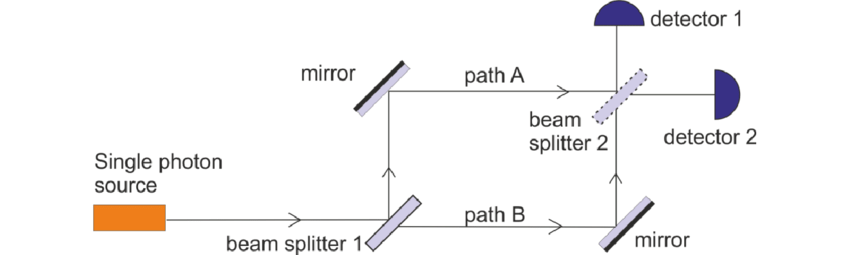 detector 1
mirror
path A
beam
splitter 2
detector 2
Single photon
source
path B
beam splitter 1
mirror